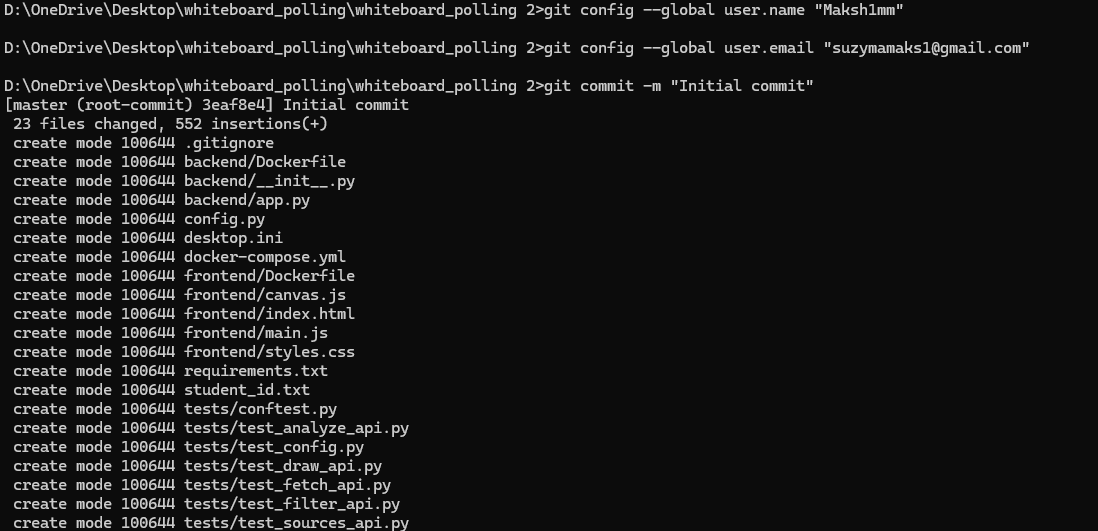 D:\OneDrive\Desktop\whiteboard_polling\whiteboard_polling 2>git config --global user.name "Maksh1mm"
D:\OneDrive\Desktop\whiteboard_polling\whiteboard_polling 2>git config --global user.email "suzymamaks1@gmail.com"
D:\OneDrive\Desktop\whiteboard_polling\whiteboard_polling 2>git commit -m "Initial commit"
[master (root-commit) 3eaf8e4] Initial commit
 23 files changed, 552 insertions(+)
 create mode 100644 .gitignore
 create mode 100644 backend/Dockerfile
 create mode 100644 backend/__init__.py
 create mode 100644 backend/app.py
 create mode 100644 config.py
 create mode 100644 desktop.ini
 create mode 100644 docker-compose.yml
 create mode 100644 frontend/Dockerfile
 create mode 100644 frontend/canvas.js
 create mode 100644 frontend/index.html
 create mode 100644 frontend/main.js
 create mode 100644 frontend/styles.css
 create mode 100644 requirements.txt
 create mode 100644 student_id.txt
 create mode 100644 tests/conftest.py
 create mode 100644 tests/test_analyze_api.py
 create mode 100644 tests/test_config.py
 create mode 100644 tests/test_draw_api.py
 create mode 100644 tests/test_fetch_api.py
 create mode 100644 tests/test_filter_api.py
 create mode 100644 tests/test_sources_api.py